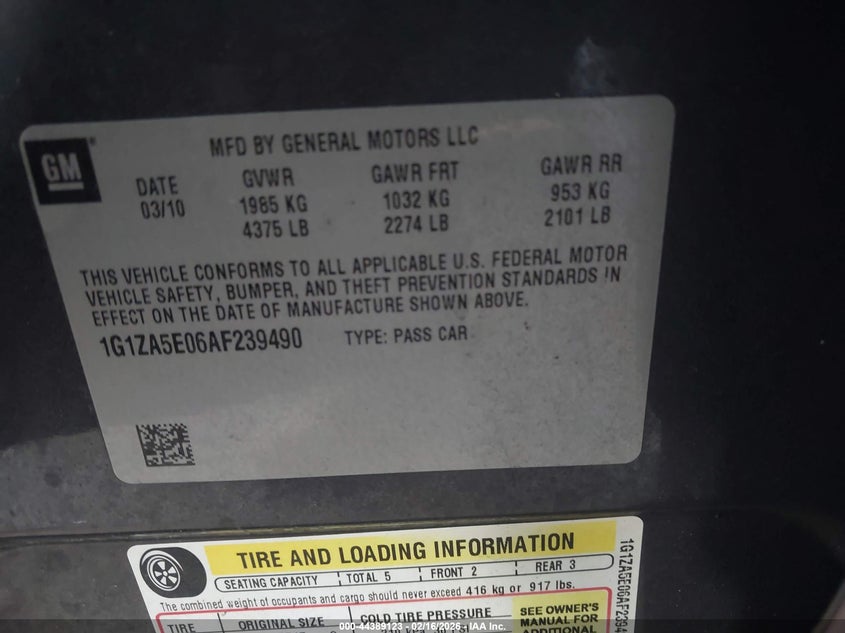 GM
MFD BY GENERAL MOTORS LLC
DATE GVWR GAWR FRT GAWR RR
03/10 1985 KG 1032 KG 953 KG
4375 LB 2274 LB 2101 LB
THIS VEHICLE CONFORMS TO ALL APPLICABLE U.S. FEDERAL MOTOR
VEHICLE SAFETY, BUMPER, AND THEFT PREVENTION STANDARDS IN
EFFECT ON THE DATE OF MANUFACTURE SHOWN ABOVE.
1G1ZA5E06AF239490 TYPE: PASS CAR
TIRE AND LOADING INFORMATION
SEATING CAPACITY TOTAL 5 FRONT 2 REAR 3
The combined weight of occupants and cargo should never exceed 416 kg or 917 lbs.
TIRE ORIGINAL SIZE COLD TIRE PRESSURE
SEE OWNER'S
MANUAL FOR
ADDITIONAL
1G1ZA5E06AF2394
000-44389123 - 02/16/2026 - IAA Inc.